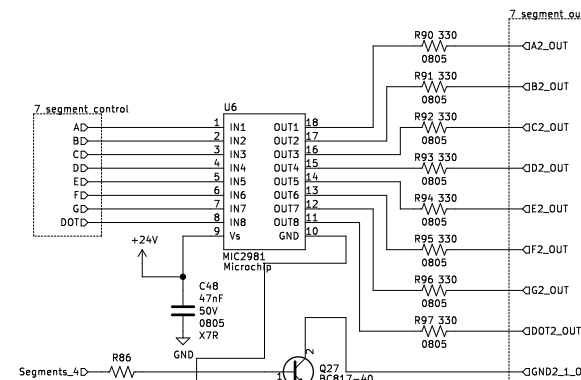 7 segment ou
R90 330
A2_OUT
0805
R91 330
B2_OUT
0805
U6
7 segment control
R92 330
A 1 IN1 OUT1 18
C2_OUT
B 2 IN2 OUT2 17
0805
C 3 IN3 OUT3 16
R93 330
D 4 IN4 OUT4 15
D2_OUT
0805
E 5 IN5 OUT5 14
F 6 IN6 OUT6 13
R94 330
G 7 IN7 OUT7 12
E2_OUT
DOT 8 IN8 OUT8 11
0805
9 Vs GND 10
+24V
R95 330
F2_OUT
MIC2981
0805
Microchip
C48
47nF
50V
0805
X7R
R96 330
G2_OUT
0805
R97 330
DOT2_OUT
0805
GND
R86
2
Segments_4
Q27
GND2_1_O
1
BC817-40